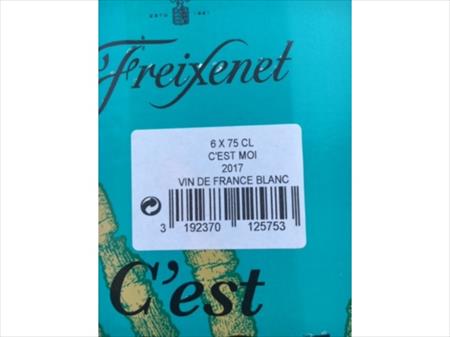 Freixenet
6 X 75 CL
C'EST MOI
2017
VIN DE FRANCE BLANC
3 192370 125753
C'est